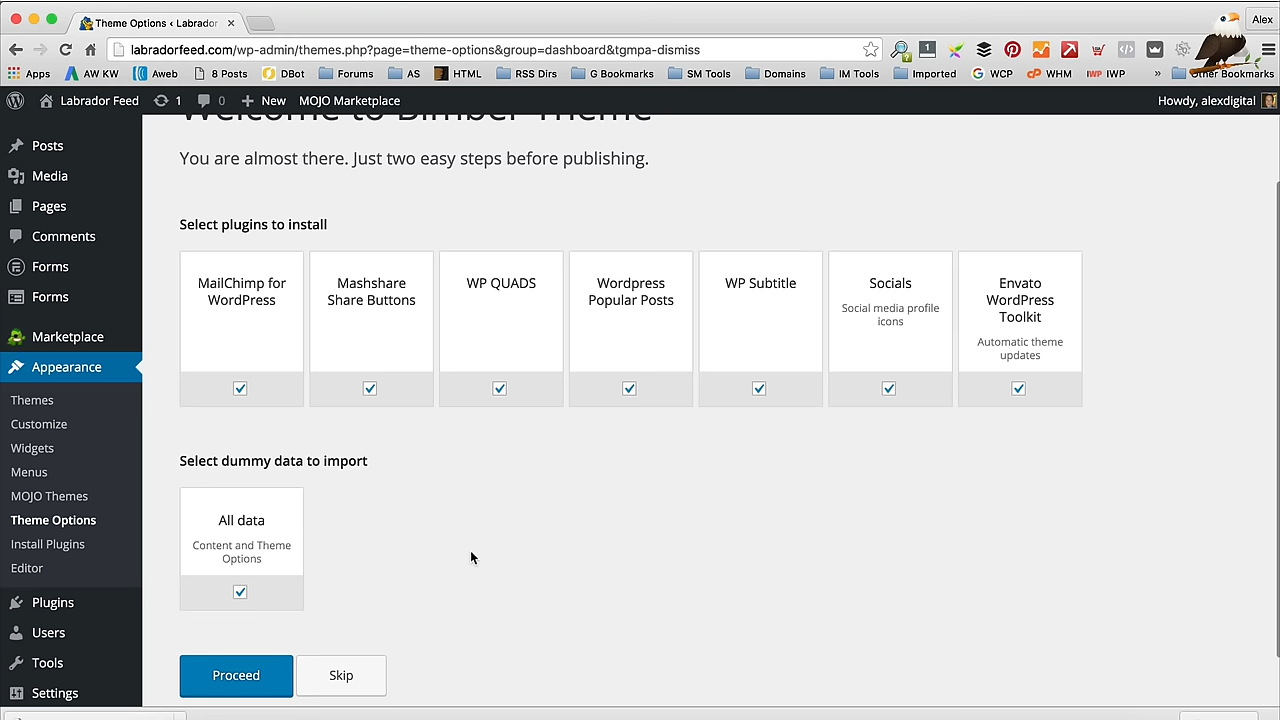 Theme Options ‹ Labrador
Alex
labradorfeed.com/wp-admin/themes.php?page=theme-options&group=dashboard&tgmpa-dismiss
Apps
AW KW
Aweb
8 Posts
DBot
Forums
AS
HTML
RSS Dirs
G Bookmarks
SM Tools
Domains
IM Tools
Imported
WCP
WHM
IWP
»
Other Bookmarks
Labrador Feed
1
0
New
MOJO Marketplace
Howdy, alexdigital
Posts
Media
Pages
Comments
Forms
Forms
Marketplace
Appearance
Themes
Customize
Widgets
Menus
MOJO Themes
Theme Options
Install Plugins
Editor
Plugins
Users
Tools
Settings
Welcome to Bimber Theme
You are almost there. Just two easy steps before publishing.
Select plugins to install
MailChimp for
WordPress
Mashshare
Share Buttons
WP QUADS
Wordpress
Popular Posts
WP Subtitle
Socials
Social media profile
icons
Envato
WordPress
Toolkit
Automatic theme
updates
Select dummy data to import
All data
Content and Theme
Options
Proceed
Skip